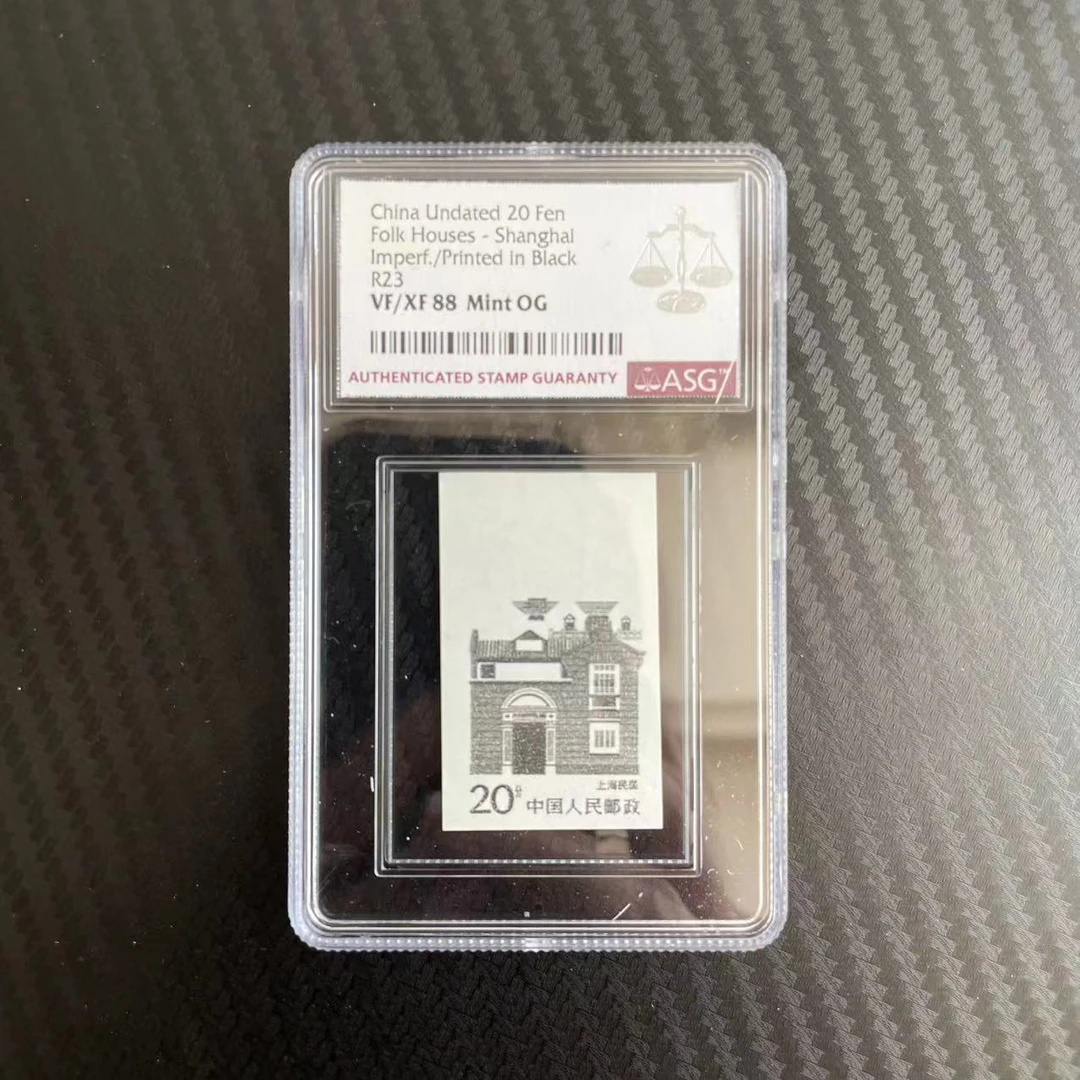 China Undated 20 Fen
Folk Houses - Shanghai
Imperf./Printed in Black
R23
VF/XF 88 Mint OG
AUTHENTICATED STAMP GUARANTY ASG™
上海民居
20分 中国人民邮政